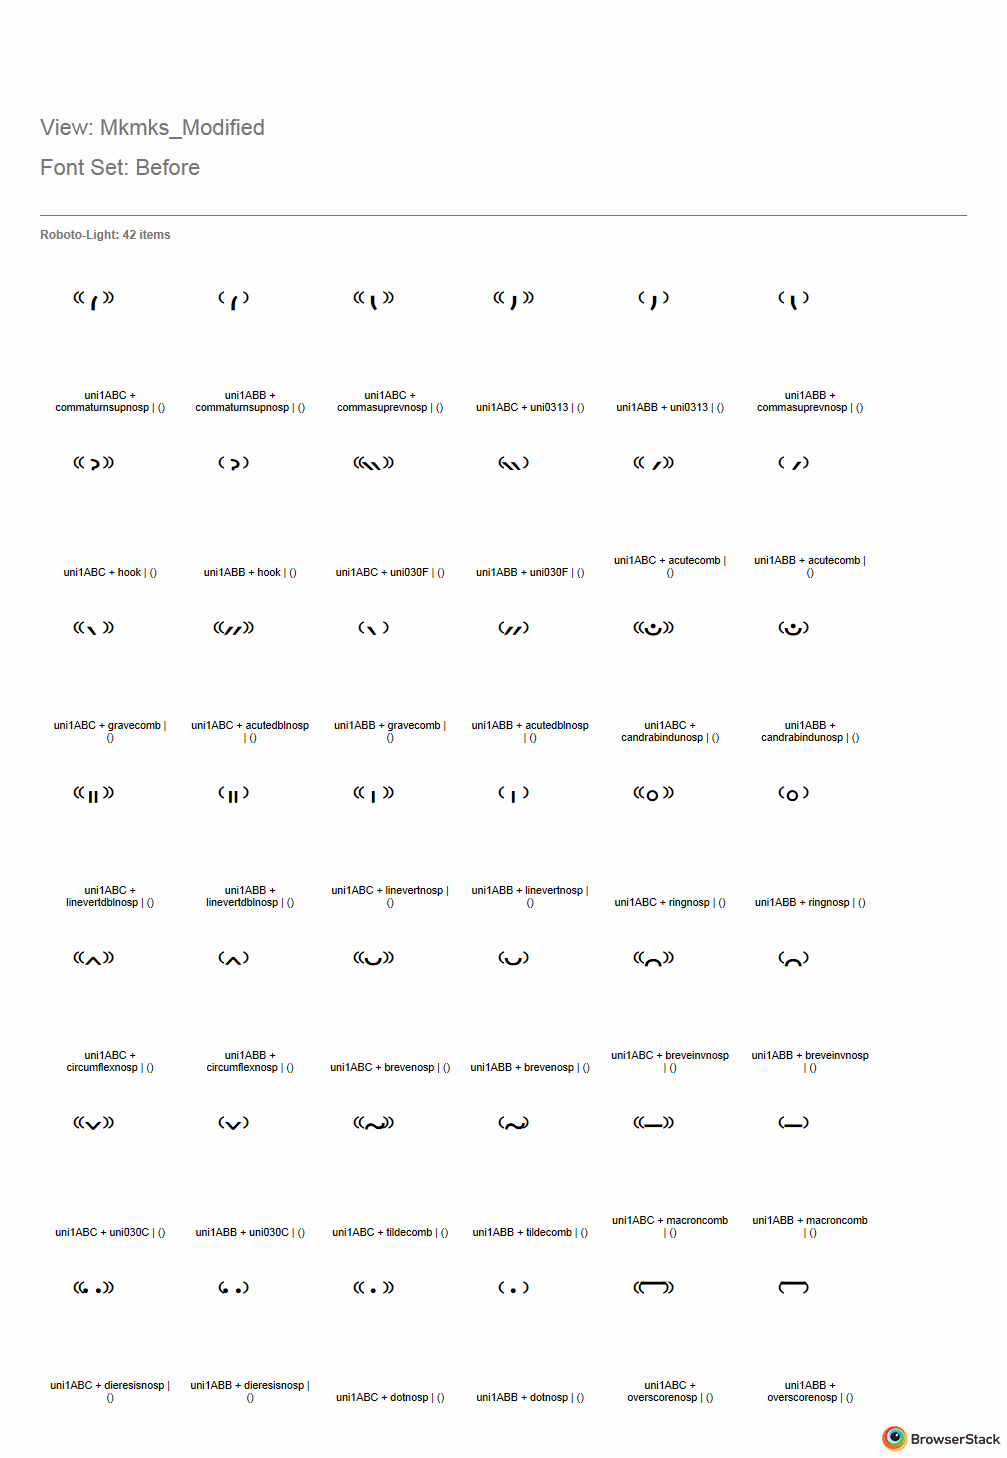 View: Mkmks_Modified
Font Set: Before
Roboto-Light: 42 items
uni1ABC +
commaturnsupnosp | ()
uni1ABB +
commaturnsupnosp | ()
uni1ABC +
commasuprevnosp | ()
uni1ABC + uni0313 | ()
uni1ABB + uni0313 | ()
uni1ABB +
commasuprevnosp | ()
uni1ABC + hook | ()
uni1ABB + hook | ()
uni1ABC + uni030F | ()
uni1ABB + uni030F | ()
uni1ABC + acutecomb |
()
uni1ABB + acutecomb |
()
uni1ABC + gravecomb |
()
uni1ABC + acutedblnosp
| ()
uni1ABB + gravecomb |
()
uni1ABB + acutedblnosp
| ()
uni1ABC +
candrabindunosp | ()
uni1ABB +
candrabindunosp | ()
uni1ABC +
linevertdblnosp | ()
uni1ABB +
linevertdblnosp | ()
uni1ABC + linevertnosp |
()
uni1ABB + linevertnosp |
()
uni1ABC + ringnosp | ()
uni1ABB + ringnosp | ()
uni1ABC +
circumflexnosp | ()
uni1ABB +
circumflexnosp | ()
uni1ABC + brevenosp | ()
uni1ABB + brevenosp | ()
uni1ABC + breveinvnosp
| ()
uni1ABB + breveinvnosp
| ()
uni1ABC + uni030C | ()
uni1ABB + uni030C | ()
uni1ABC + tildecomb | ()
uni1ABB + tildecomb | ()
uni1ABC + macroncomb
| ()
uni1ABB + macroncomb
| ()
uni1ABC + dieresisnosp |
()
uni1ABB + dieresisnosp |
()
uni1ABC + dotnosp | ()
uni1ABB + dotnosp | ()
uni1ABC +
overscorenosp | ()
uni1ABB +
overscorenosp | ()
BrowserStack